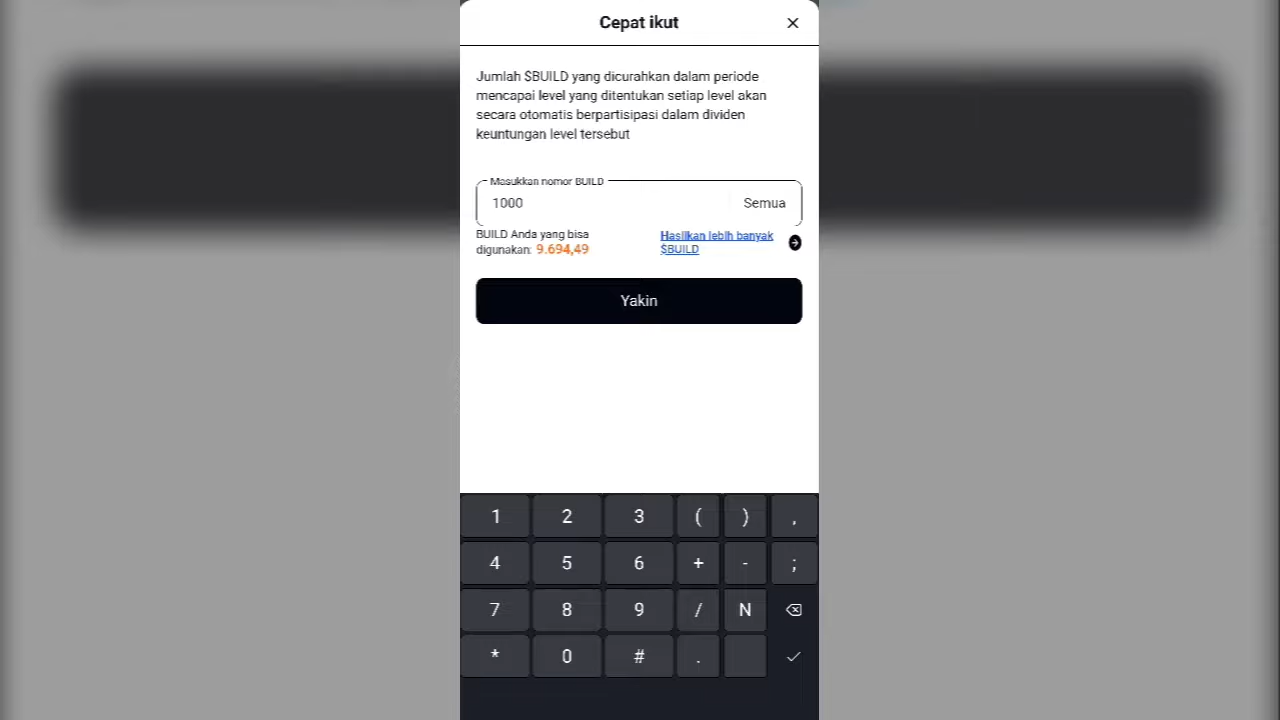 Cepat ikut
Jumlah $BUILD yang dicurahkan dalam periode
mencapai level yang ditentukan setiap level akan
secara otomatis berpartisipasi dalam dividen
keuntungan level tersebut
Masukkan nomor BUILD
1000 Semua
BUILD Anda yang bisa
digunakan: 9.694,49
Hasilkan lebih banyak
$BUILD
Yakin
1 2 3 ( ) ,
4 5 6 + - ;
7 8 9 / N
* 0 # .